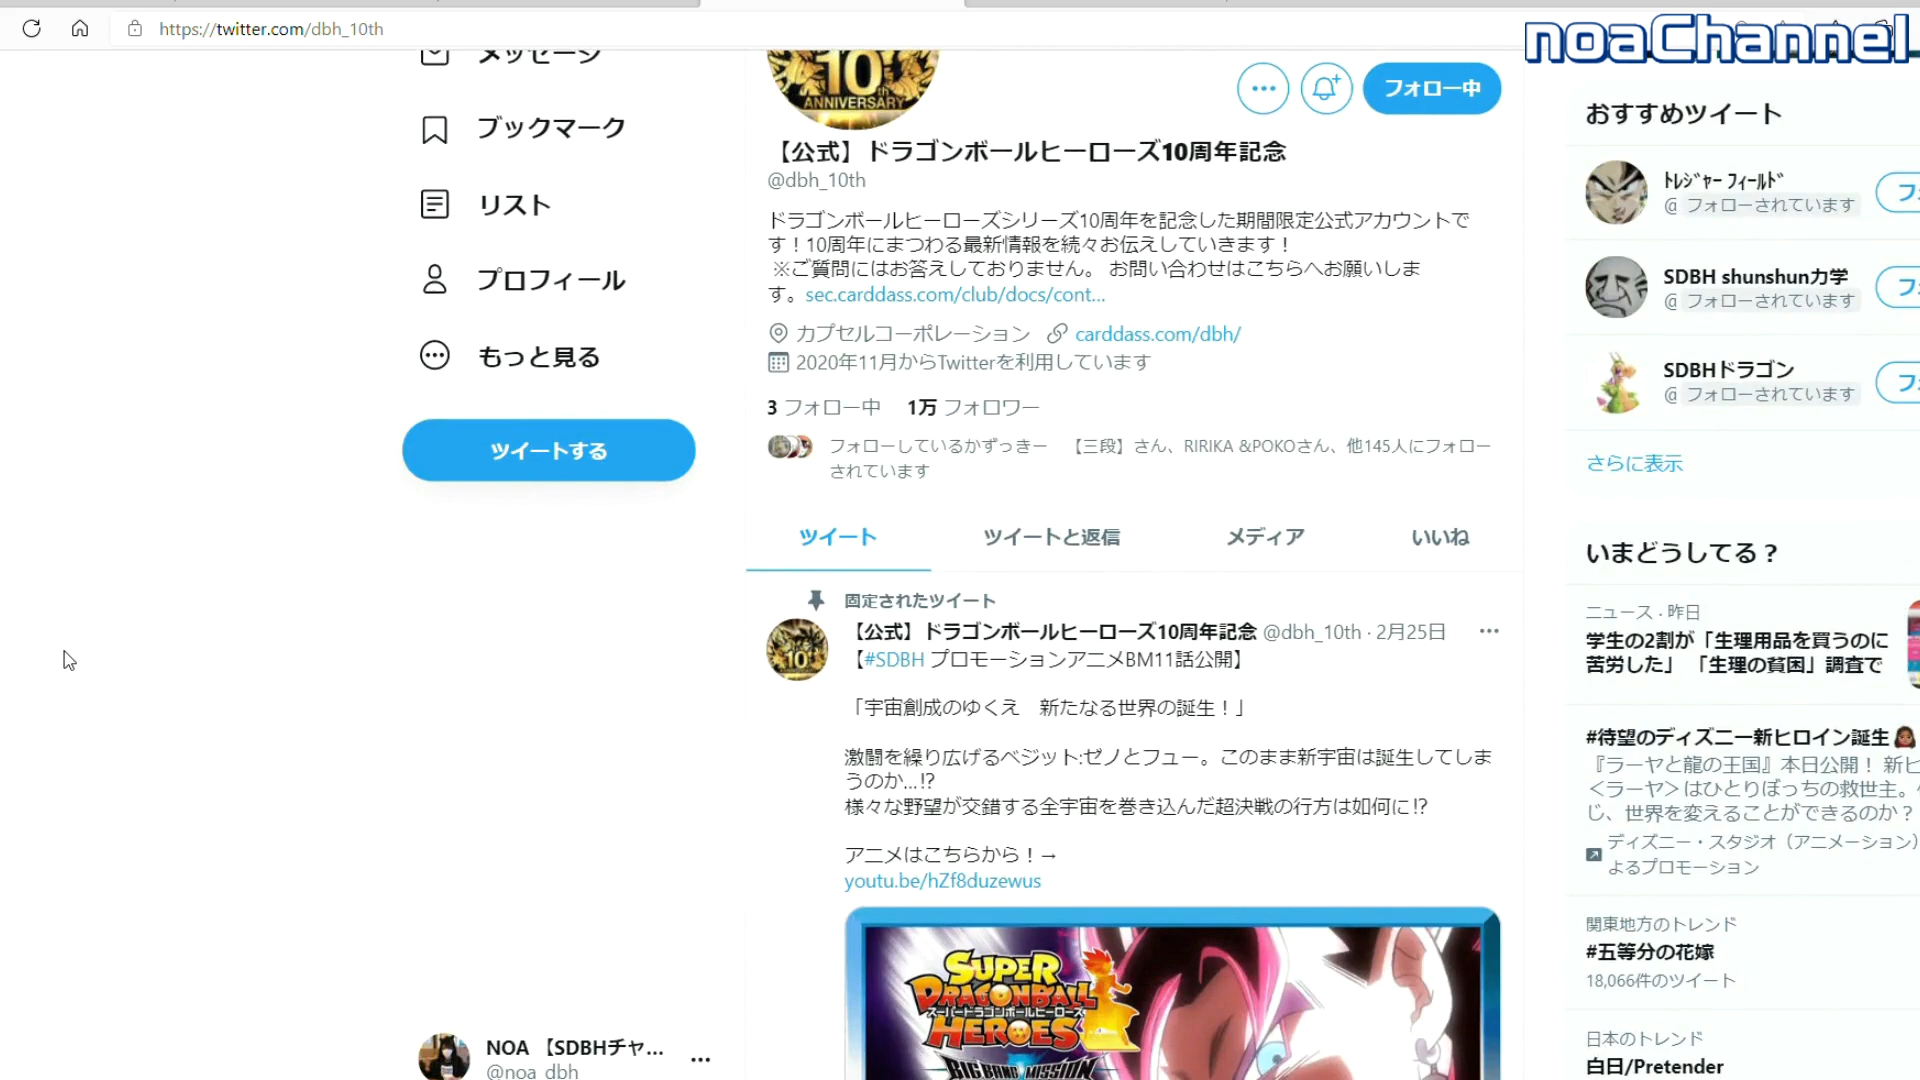 https://twitter.com/dbh_10th
noaChannel
メッセージ
ブックマーク
リスト
プロフィール
もっと見る
ツイートする
NOA 【SDBHチャ...
@noa_dbh
10th
ANNIVERSARY
フォロー中
【公式】ドラゴンボールヒーローズ10周年記念
@dbh_10th
ドラゴンボールヒーローズシリーズ10周年を記念した期間限定公式アカウントで
す！10周年にまつわる最新情報を続々お伝えしていきます！
※ご質問にはお答えしておりません。 お問い合わせはこちらへお願いしま
す。sec.carddass.com/club/docs/cont...
カプセルコーポレーション carddass.com/dbh/
2020年11月からTwitterを利用しています
3 フォロー中 1万 フォロワー
フォローしているかずっきー 【三段】さん、RIRIKA &POKOさん、他145人にフォロー
されています
ツイート ツイートと返信 メディア いいね
固定されたツイート
【公式】ドラゴンボールヒーローズ10周年記念 @dbh_10th · 2月25日
【#SDBH プロモーションアニメBM11話公開】
「宇宙創成のゆくえ 新たなる世界の誕生！」
激闘を繰り広げるベジット:ゼノとフュー。このまま新宇宙は誕生してしま
うのか...!?
様々な野望が交錯する全宇宙を巻き込んだ超決戦の行方は如何に!?
アニメはこちらから！→
youtu.be/hZf8duzewus
SUPER
DRAGONBALL
スーパードラゴンボールヒーローズ
HEROES
BIG BANG MISSION
おすすめツイート
ﾄﾚｼﾞｬｰ ﾌｨｰﾙﾄﾞ
@ フォローされています
フ
SDBH shunshun力学
@ フォローされています
フ
SDBHドラゴン
@ フォローされています
フ
さらに表示
いまどうしてる？
ニュース · 昨日
学生の2割が「生理用品を買うのに
苦労した」 「生理の貧困」調査で
#待望のディズニー新ヒロイン誕生
『ラーヤと龍の王国』本日公開！ 新ヒ
＜ラーヤ＞はひとりぼっちの救世主。
じ、世界を変えることができるのか？
ディズニー・スタジオ（アニメーション）
よるプロモーション
関東地方のトレンド
#五等分の花嫁
18,066件のツイート
日本のトレンド
白日/Pretender